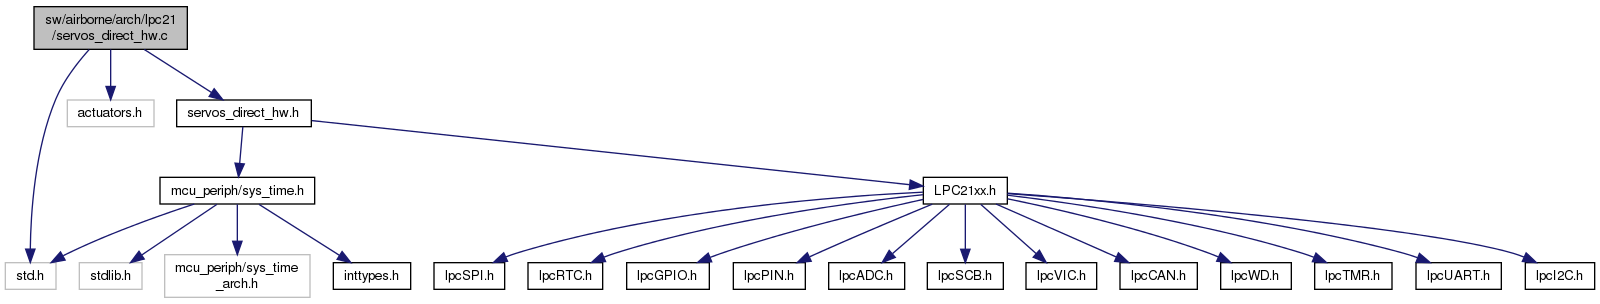 sw/airborne/arch/lpc21
/servos_direct_hw.c
actuators.h
servos_direct_hw.h
mcu_periph/sys_time.h
LPC21xx.h
std.h
stdlib.h
mcu_periph/sys_time
_arch.h
inttypes.h
lpcSPI.h
lpcRTC.h
lpcGPIO.h
lpcPIN.h
lpcADC.h
lpcSCB.h
lpcVIC.h
lpcCAN.h
lpcWD.h
lpcTMR.h
lpcUART.h
lpcI2C.h